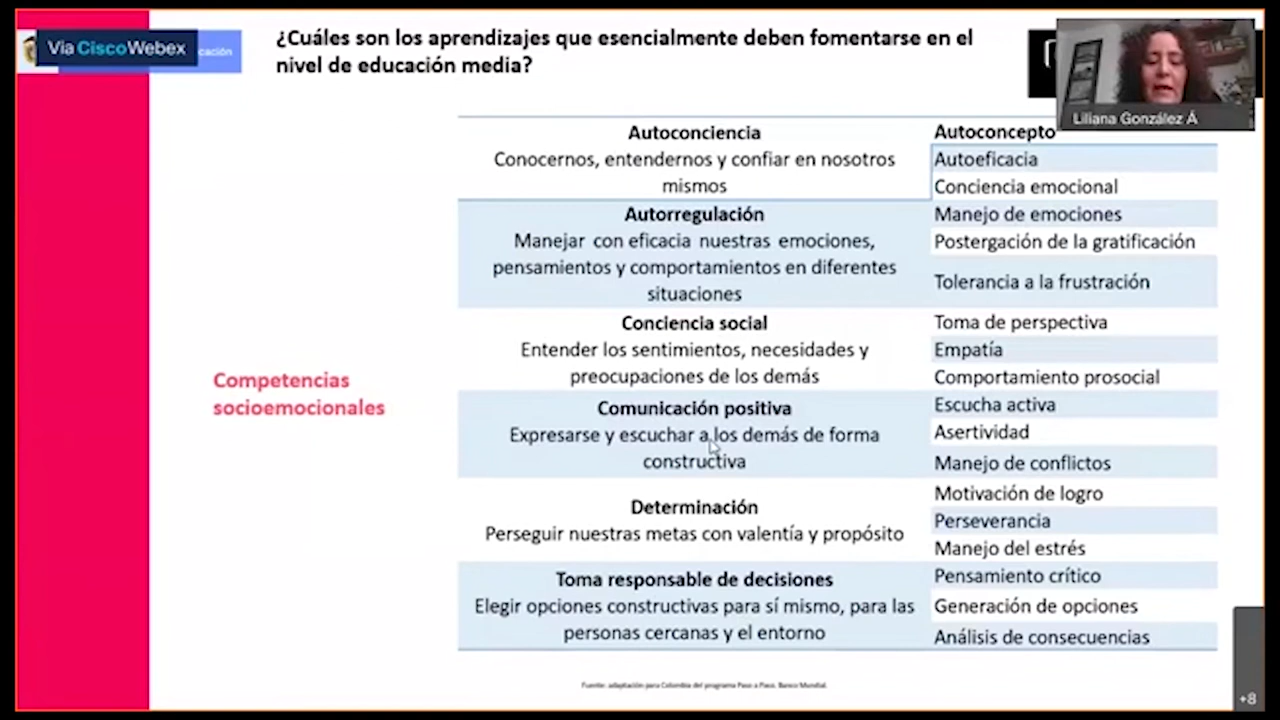 Via Cisco Webex
cación
¿Cuáles son los aprendizajes que esencialmente deben fomentarse en el
nivel de educación media?
Liliana González Á
Competencias
socioemocionales
Autoconciencia
Conocernos, entendernos y confiar en nosotros
mismos
Autoconcepto
Autoeficacia
Conciencia emocional
Autorregulación
Manejar con eficacia nuestras emociones,
pensamientos y comportamientos en diferentes
situaciones
Manejo de emociones
Postergación de la gratificación
Tolerancia a la frustración
Conciencia social
Entender los sentimientos, necesidades y
preocupaciones de los demás
Toma de perspectiva
Empatía
Comportamiento prosocial
Comunicación positiva
Expresarse y escuchar a los demás de forma
constructiva
Escucha activa
Asertividad
Manejo de conflictos
Determinación
Perseguir nuestras metas con valentía y propósito
Motivación de logro
Perseverancia
Manejo del estrés
Toma responsable de decisiones
Elegir opciones constructivas para sí mismo, para las
personas cercanas y el entorno
Pensamiento crítico
Generación de opciones
Análisis de consecuencias
Fuente: adaptación para Colombia del programa Paso a Paso. Banco Mundial.
+8